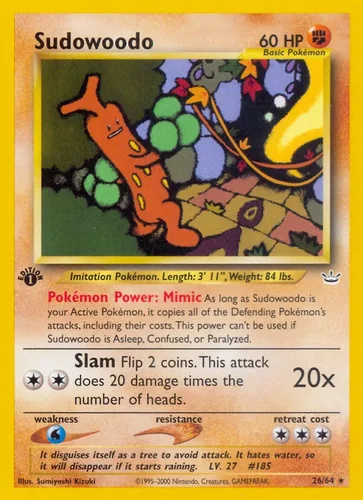 Sudowoodo
60 HP
Basic Pokémon
EDITION
1
Imitation Pokémon. Length: 3' 11", Weight: 84 lbs.
Pokémon Power: Mimic As long as Sudowoodo is
your Active Pokémon, it copies all of the Defending Pokémon's
attacks, including their costs. This power can't be used if
Sudowoodo is Asleep, Confused, or Paralyzed.
Slam Flip 2 coins. This attack
does 20 damage times the
number of heads.
20x
weakness
resistance
retreat cost
It disguises itself as a tree to avoid attack. It hates water, so
it will disappear if it starts raining. LV. 27 #185
Illus. Sumiyoshi Kizuki
©1995-2000 Nintendo, Creatures, GAMEFREAK.
26/64 ★